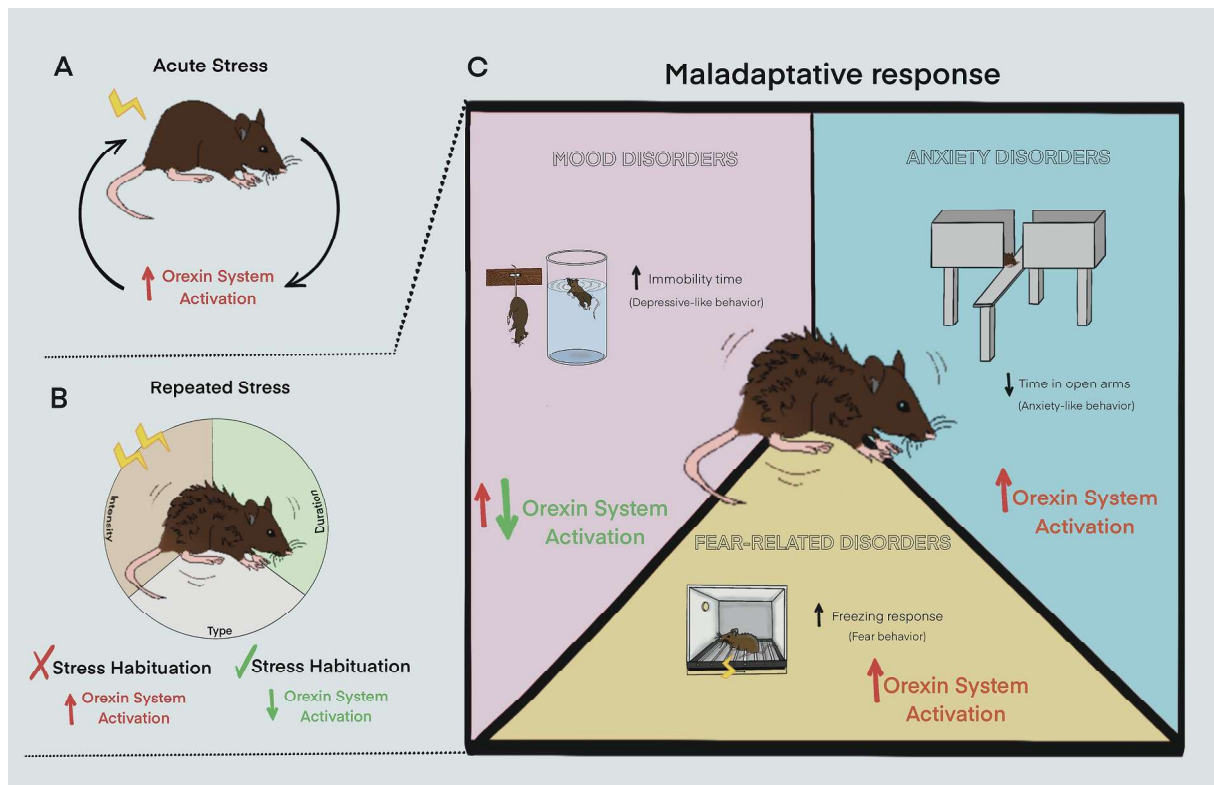 A
Acute Stress
Orexin System
Activation
B
Repeated Stress
Intensity
Duration
Type
Stress Habituation
Orexin System
Activation
Stress Habituation
Orexin System
Activation
C
Maladaptative response
MOOD DISORDERS
Immobility time
(Depressive-like behavior)
Orexin System
Activation
ANXIETY DISORDERS
Time in open arms
(Anxiety-like behavior)
Orexin System
Activation
FEAR-RELATED DISORDERS
Freezing response
(Fear behavior)
Orexin System
Activation